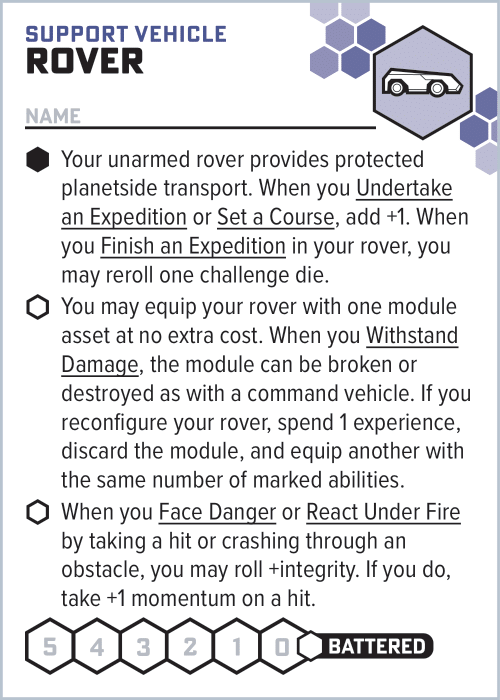 SUPPORT VEHICLE
ROVER
NAME
Your unarmed rover provides protected
planetside transport. When you Undertake
an Expedition or Set a Course, add +1. When
you Finish an Expedition in your rover, you
may reroll one challenge die.
You may equip your rover with one module
asset at no extra cost. When you Withstand
Damage, the module can be broken or
destroyed as with a command vehicle. If you
reconfigure your rover, spend 1 experience,
discard the module, and equip another with
the same number of marked abilities.
When you Face Danger or React Under Fire
by taking a hit or crashing through an
obstacle, you may roll +integrity. If you do,
take +1 momentum on a hit.
5 4 3 2 1 0 BATTERED